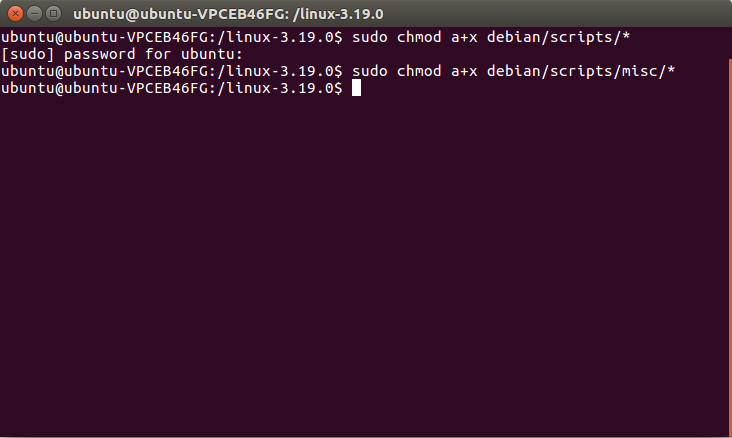 ubuntu@ubuntu-VPCEB46FG: /linux-3.19.0
ubuntu@ubuntu-VPCEB46FG:/linux-3.19.0$ sudo chmod a+x debian/scripts/*
[sudo] password for ubuntu:
ubuntu@ubuntu-VPCEB46FG:/linux-3.19.0$ sudo chmod a+x debian/scripts/misc/*
ubuntu@ubuntu-VPCEB46FG:/linux-3.19.0$